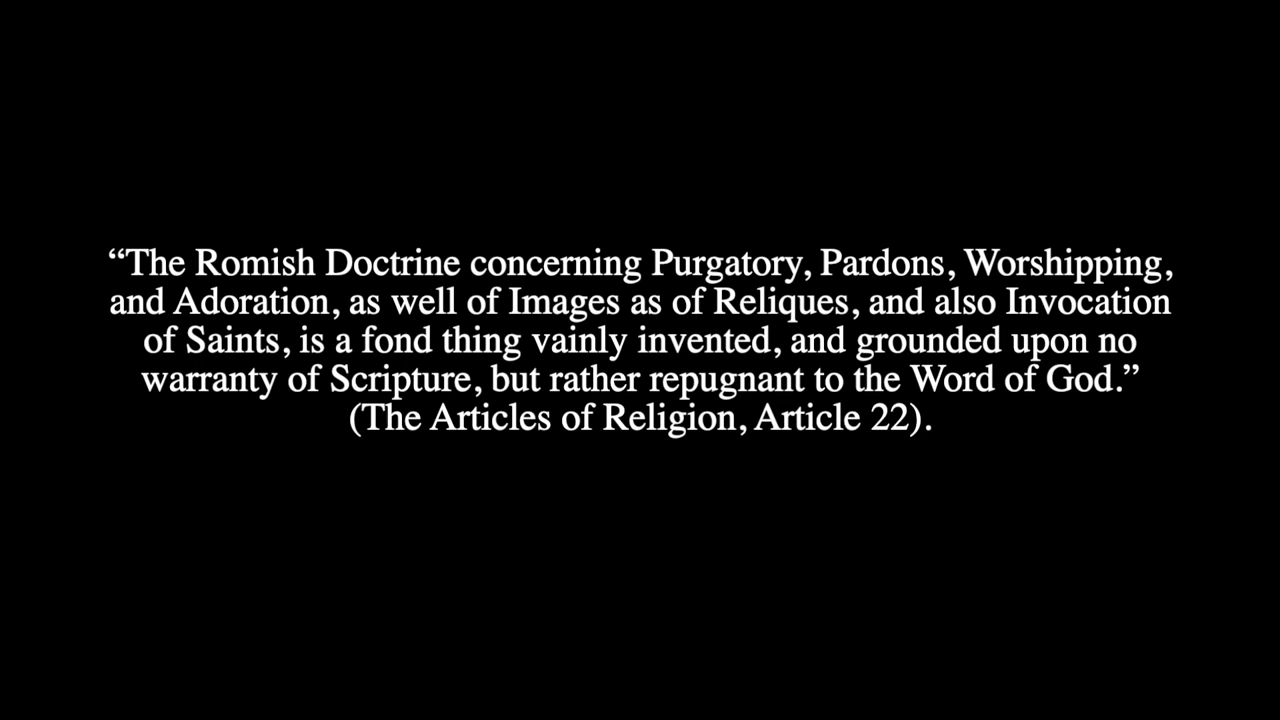 “The Romish Doctrine concerning Purgatory, Pardons, Worshipping,
and Adoration, as well of Images as of Reliques, and also Invocation
of Saints, is a fond thing vainly invented, and grounded upon no
warranty of Scripture, but rather repugnant to the Word of God.”
(The Articles of Religion, Article 22).